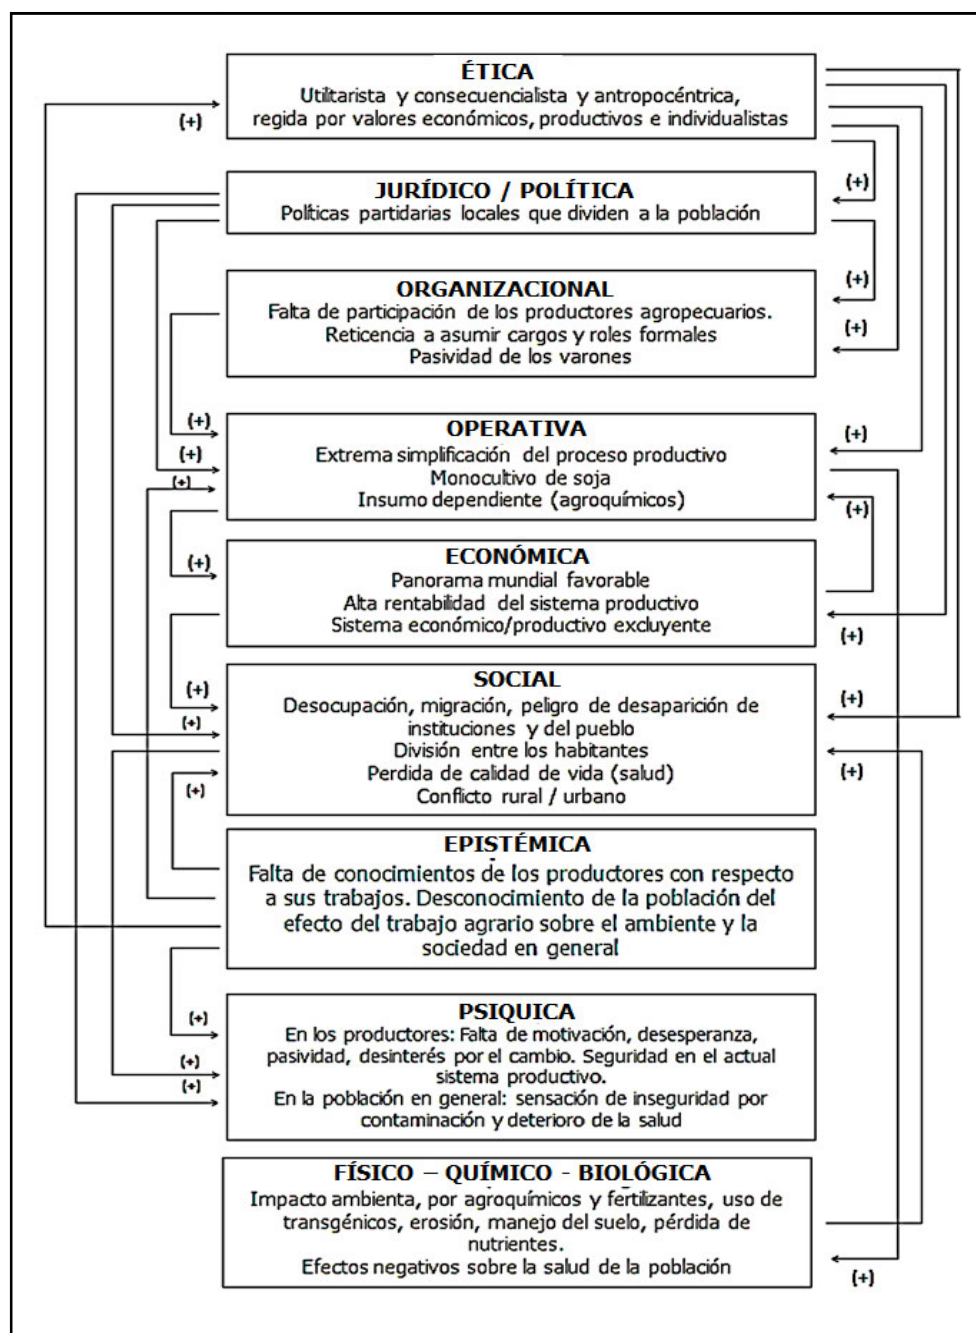 ÉTICA
Utilitarista y consecuencialista y antropocéntrica,
regida por valores económicos, productivos e individualistas
(+)
JURÍDICO / POLÍTICA
Políticas partidarias locales que dividen a la población
(+)
ORGANIZACIONAL
Falta de participación de los productores agropecuarios.
Reticencia a asumir cargos y roles formales
Pasividad de los varones
(+)
(+)
OPERATIVA
Extrema simplificación del proceso productivo
Monocultivo de soja
Insumo dependiente (agroquímicos)
(+)
(+)
(+)
(+)
(+)
ECONÓMICA
Panorama mundial favorable
Alta rentabilidad del sistema productivo
Sistema económico/productivo excluyente
(+)
(+)
SOCIAL
Desocupación, migración, peligro de desaparición de
instituciones y del pueblo
División entre los habitantes
Perdida de calidad de vida (salud)
Conflicto rural / urbano
(+)
(+)
(+)
(+)
(+)
EPISTÉMICA
Falta de conocimientos de los productores con respecto
a sus trabajos. Desconocimiento de la población del
efecto del trabajo agrario sobre el ambiente y la
sociedad en general
PSIQUICA
En los productores: Falta de motivación, desesperanza,
pasividad, desinterés por el cambio. Seguridad en el actual
sistema productivo.
En la población en general: sensación de inseguridad por
contaminación y deterioro de la salud
(+)
(+)
(+)
FÍSICO – QUÍMICO - BIOLÓGICA
Impacto ambienta, por agroquímicos y fertilizantes, uso de
transgénicos, erosión, manejo del suelo, pérdida de
nutrientes.
Efectos negativos sobre la salud de la población
(+)